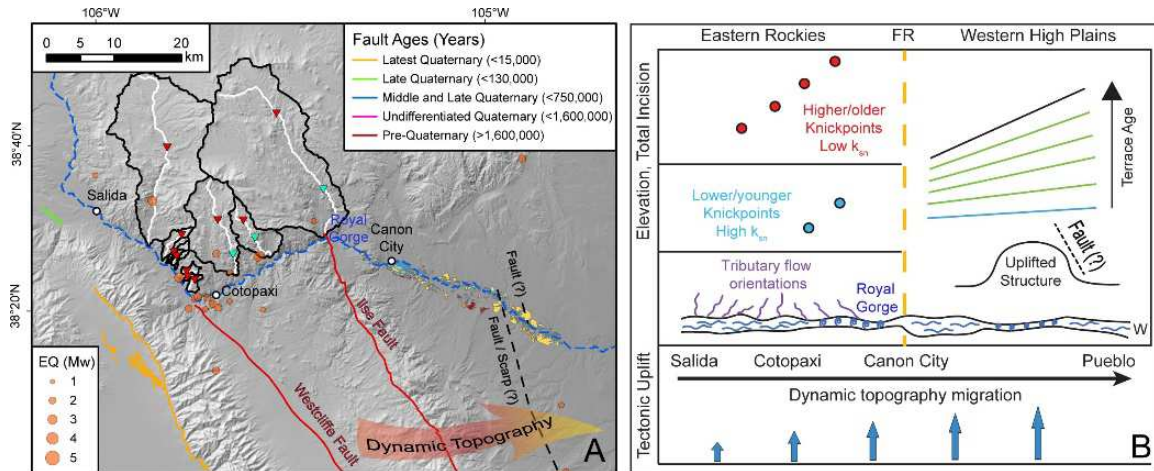 106°W
105°W
0 5 10 20
km
Fault Ages (Years)
Latest Quaternary (<15,000)
Late Quaternary (<130,000)
Middle and Late Quaternary (<750,000)
Undifferentiated Quaternary (<1,600,000)
Pre-Quaternary (>1,600,000)
38°40'N
38°20'N
Salida
Royal
Gorge
Canon
City
Cotopaxi
Fault (?)
Fault / Scarp (?)
Ilse Fault
Westcliffe Fault
Dynamic Topography
A
EQ (Mw)
1
2
3
4
5
Eastern Rockies FR Western High Plains
Elevation, Total Incision
Higher/older
Knickpoints
Low ksn
Terrace Age
Lower/younger
Knickpoints
High ksn
Fault (?)
Uplifted
Structure
Tributary flow
orientations
Royal
Gorge
W
Salida Cotopaxi Canon City Pueblo
Dynamic topography migration
Tectonic Uplift
B